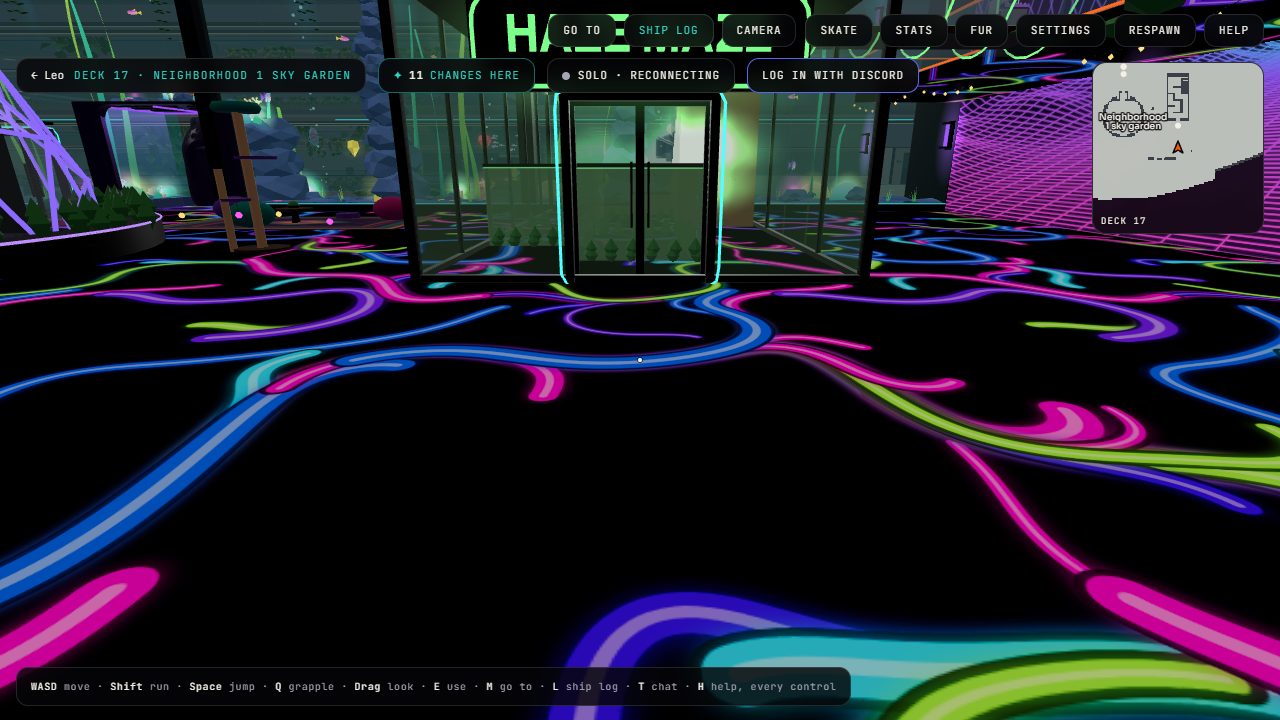 GO TO
SHIP LOG
CAMERA
SKATE
STATS
FUR
SETTINGS
RESPAWN
HELP
← Leo DECK 17 · NEIGHBORHOOD 1 SKY GARDEN
✦ 11 CHANGES HERE
SOLO · RECONNECTING
LOG IN WITH DISCORD
Neighborhood
1 sky garden
DECK 17
WASD move · Shift run · Space jump · Q grapple · Drag look · E use · M go to · L ship log · T chat · H help, every control